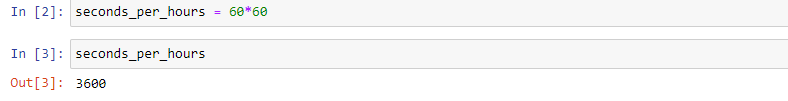 In [2]: seconds_per_hours = 60*60
In [3]: seconds_per_hours
Out[3]: 3600